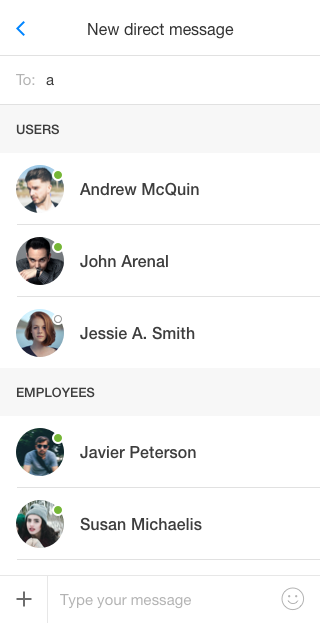 New direct message
To: a
USERS
Andrew McQuin
John Arenal
Jessie A. Smith
EMPLOYEES
Javier Peterson
Susan Michaelis
Type your message